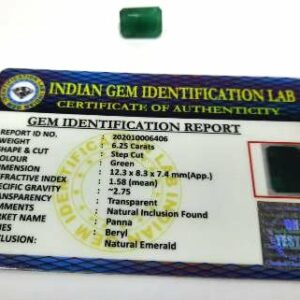 INDIAN GEM IDENTIFICATION LAB
CERTIFICATE OF AUTHENTICITY
GEM IDENTIFICATION REPORT
REPORT ID NO. : 202010006406
WEIGHT : 6.25 Carats
SHAPE & CUT : Step Cut
COLOUR : Green
DIMENSION : 12.3 x 8.3 x 7.4 mm(App.)
REFRACTIVE INDEX : 1.58 (mean)
SPECIFIC GRAVITY : ~2.75
TRANSPARENCY : Transparent
COMMENTS : Natural Inclusion Found
MARKET NAME : Panna
SERIES : Beryl
CLUSION: : Natural Emerald